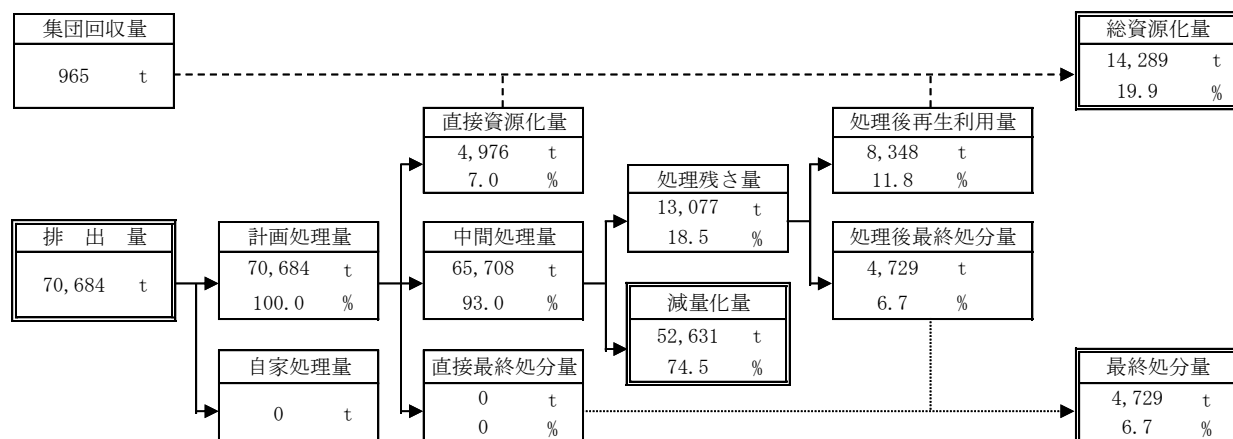 集団回収量
965 t
総資源化量
14,289 t
19.9 %
直接資源化量
4,976 t
7.0 %
処理後再生利用量
8,348 t
11.8 %
処理残さ量
13,077 t
18.5 %
排 出 量
70,684 t
計画処理量
70,684 t
100.0 %
中間処理量
65,708 t
93.0 %
処理後最終処分量
4,729 t
6.7 %
減量化量
52,631 t
74.5 %
自家処理量
0 t
直接最終処分量
0 t
0 %
最終処分量
4,729 t
6.7 %